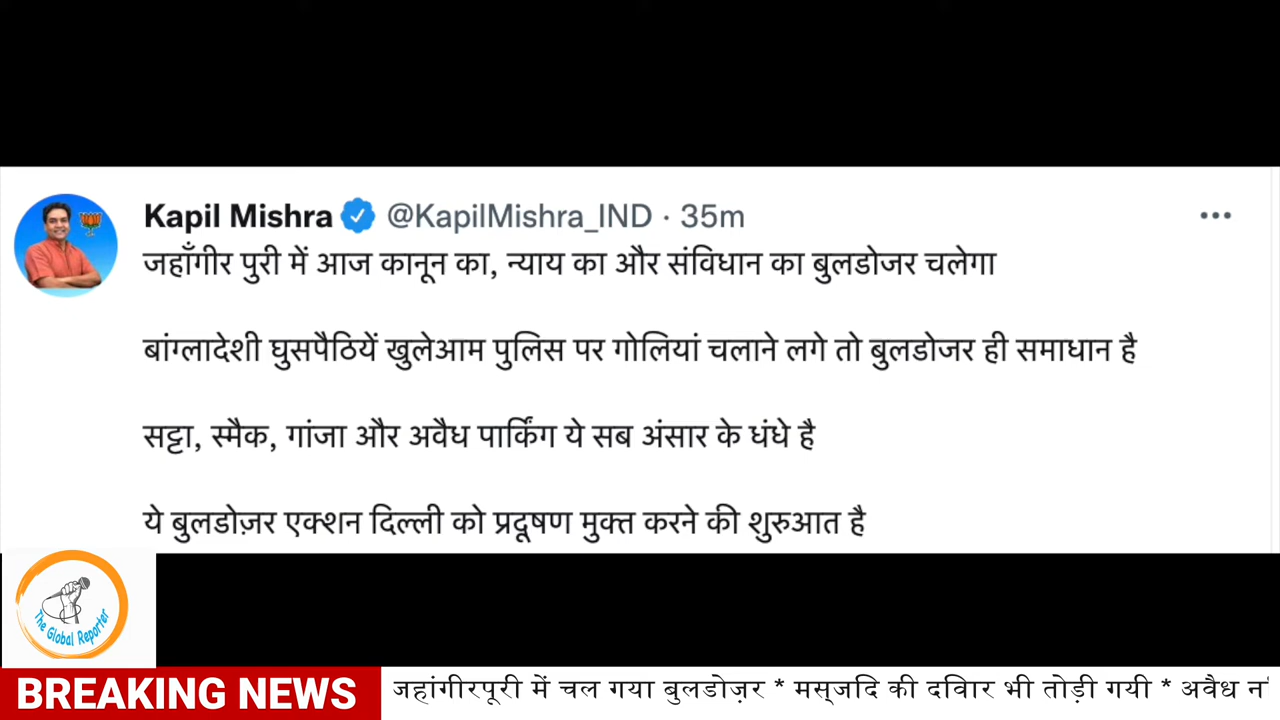 Kapil Mishra @KapilMishra_IND · 35m
जहाँगीर पुरी में आज कानून का, न्याय का और संविधान का बुलडोजर चलेगा
बांग्लादेशी घुसपैठियें खुलेआम पुलिस पर गोलियां चलाने लगे तो बुलडोजर ही समाधान है
सट्टा, स्मैक, गांजा और अवैध पार्किंग ये सब अंसार के धंधे है
ये बुलडोज़र एक्शन दिल्ली को प्रदूषण मुक्त करने की शुरुआत है
The Global Reporter
BREAKING NEWS जहांगीरपूरी में चल गया बुलडोज़र * मस्जदि की दविार भी तोड़ी गयी * अवैध